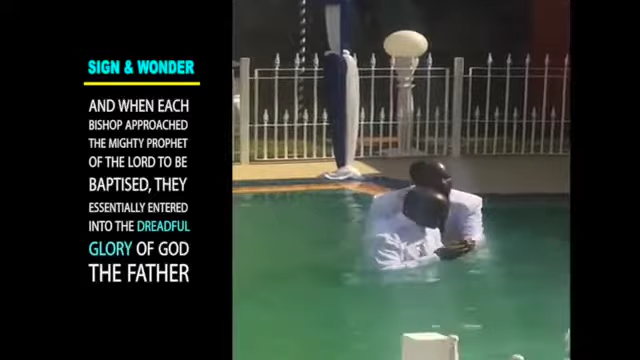 SIGN & WONDER
AND WHEN EACH
BISHOP APPROACHED
THE MIGHTY PROPHET
OF THE LORD TO BE
BAPTISED, THEY
ESSENTIALLY ENTERED
INTO THE DREADFUL
GLORY OF GOD
THE FATHER